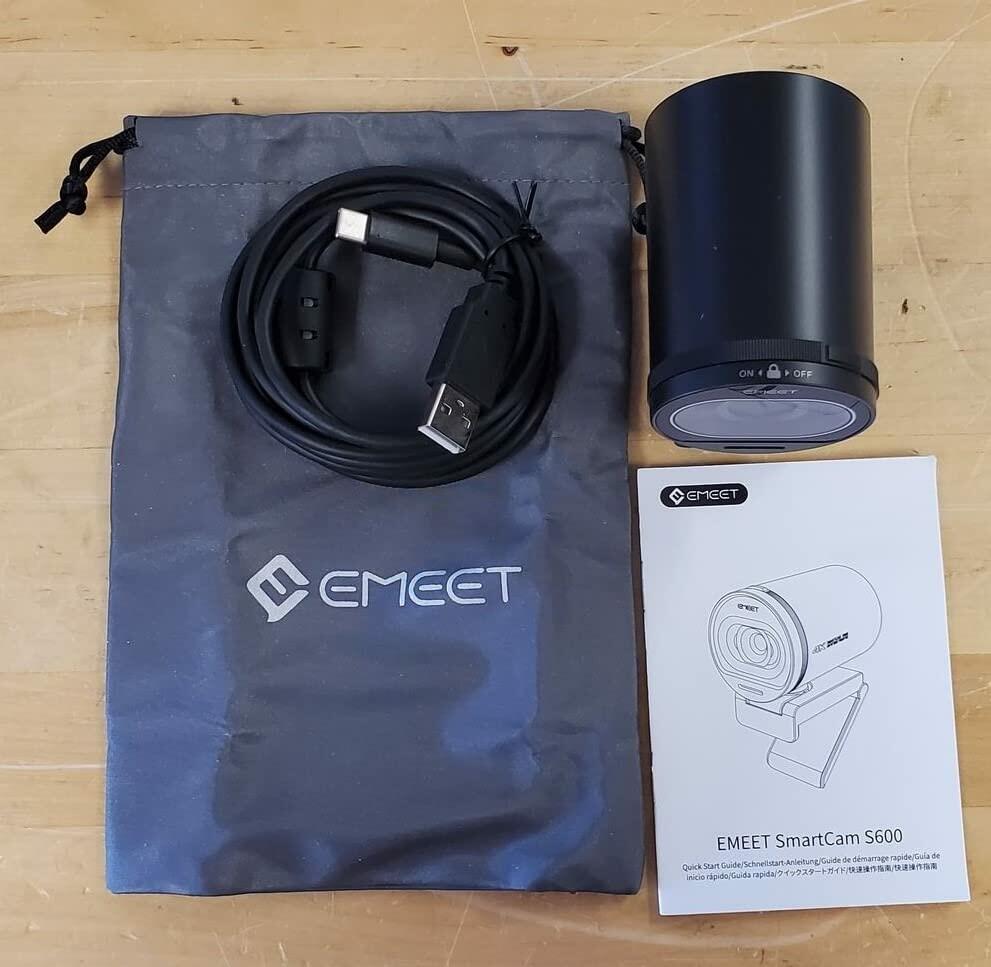 ON OFF
EMEET
EMEET
EMEET
EMEET
4K
EMEET SmartCam S600
Quick Start Guide/Schnellstart-Anleitung/Guide de démarrage rapide/Guía de
inicio rápido/Guida rapida/クイックスタートガイド/快速操作指南/快速操作指南